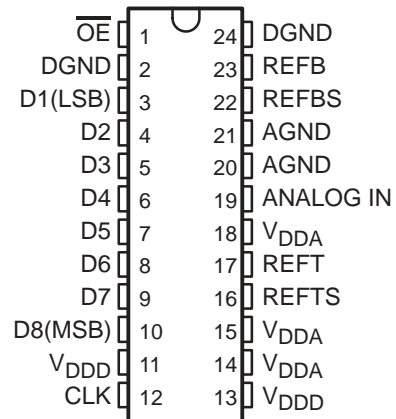 OE 1 24 DGND
DGND 2 23 REFB
D1(LSB) 3 22 REFBS
D2 4 21 AGND
D3 5 20 AGND
D4 6 19 ANALOG IN
D5 7 18 VDDA
D6 8 17 REFT
D7 9 16 REFTS
D8(MSB) 10 15 VDDA
VDDD 11 14 VDDA
CLK 12 13 VDDD